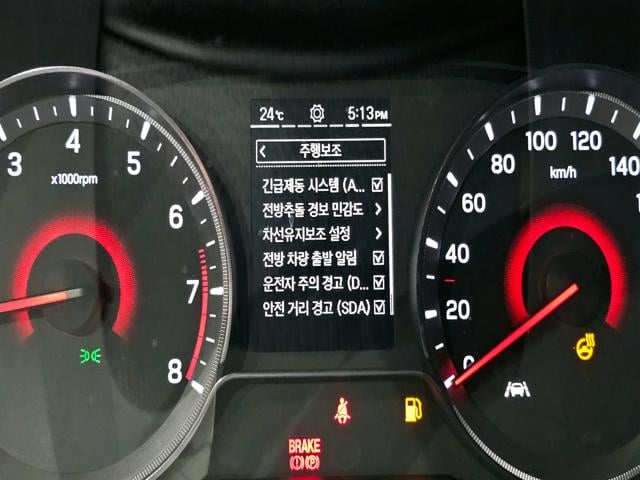 24℃ 5:13PM
주행보조
긴급제동 시스템 (A...
전방추돌 경보 민감도
차선유지보조 설정
전방 차량 출발 알림
운전자 주의 경고 (D...
안전 거리 경고 (SDA)
3 4 5 6 7 8
x1000rpm
0 20 40 60 80 100 120 140
km/h
BRAKE
(!) (P)